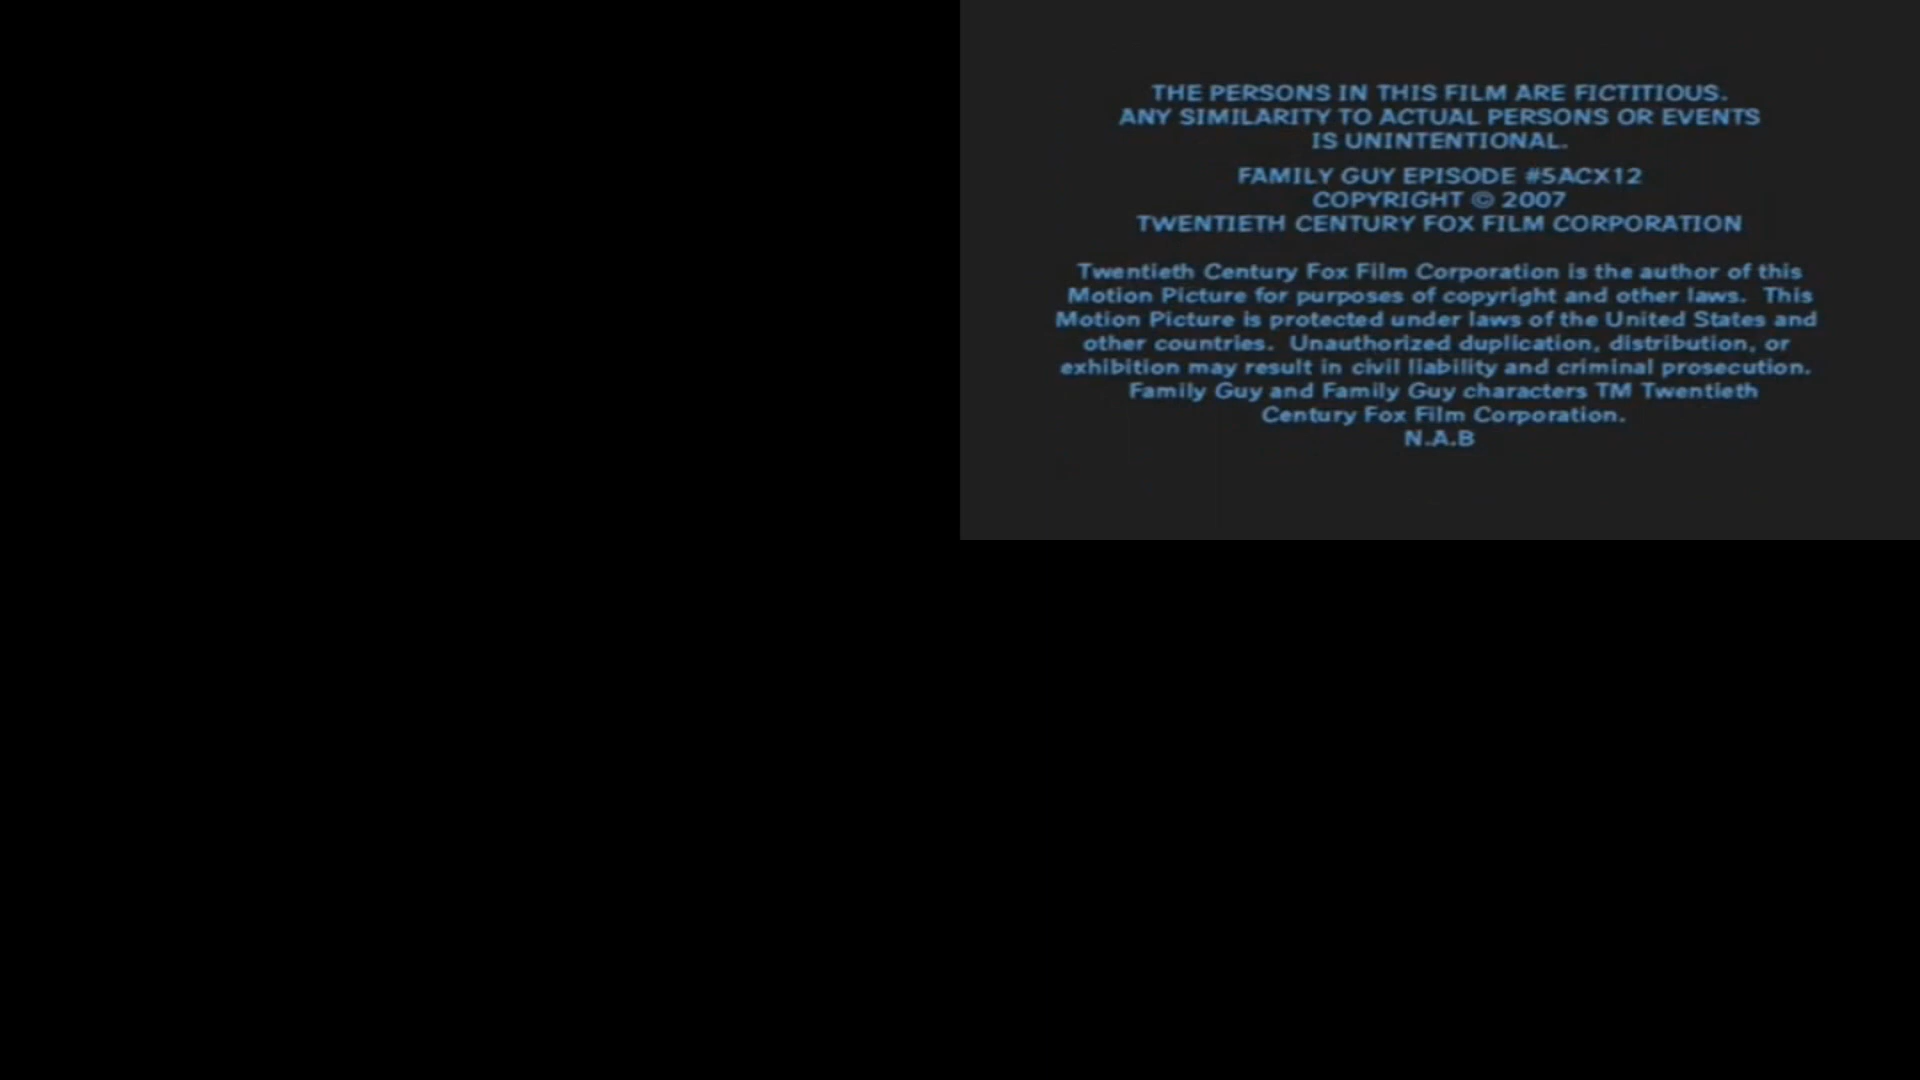 THE PERSONS IN THIS FILM ARE FICTITIOUS.
ANY SIMILARITY TO ACTUAL PERSONS OR EVENTS
IS UNINTENTIONAL.
FAMILY GUY EPISODE #5ACX12
COPYRIGHT © 2007
TWENTIETH CENTURY FOX FILM CORPORATION
Twentieth Century Fox Film Corporation is the author of this
Motion Picture for purposes of copyright and other laws. This
Motion Picture is protected under laws of the United States and
other countries. Unauthorized duplication, distribution, or
exhibition may result in civil liability and criminal prosecution.
Family Guy and Family Guy characters TM Twentieth
Century Fox Film Corporation.
N.A.B